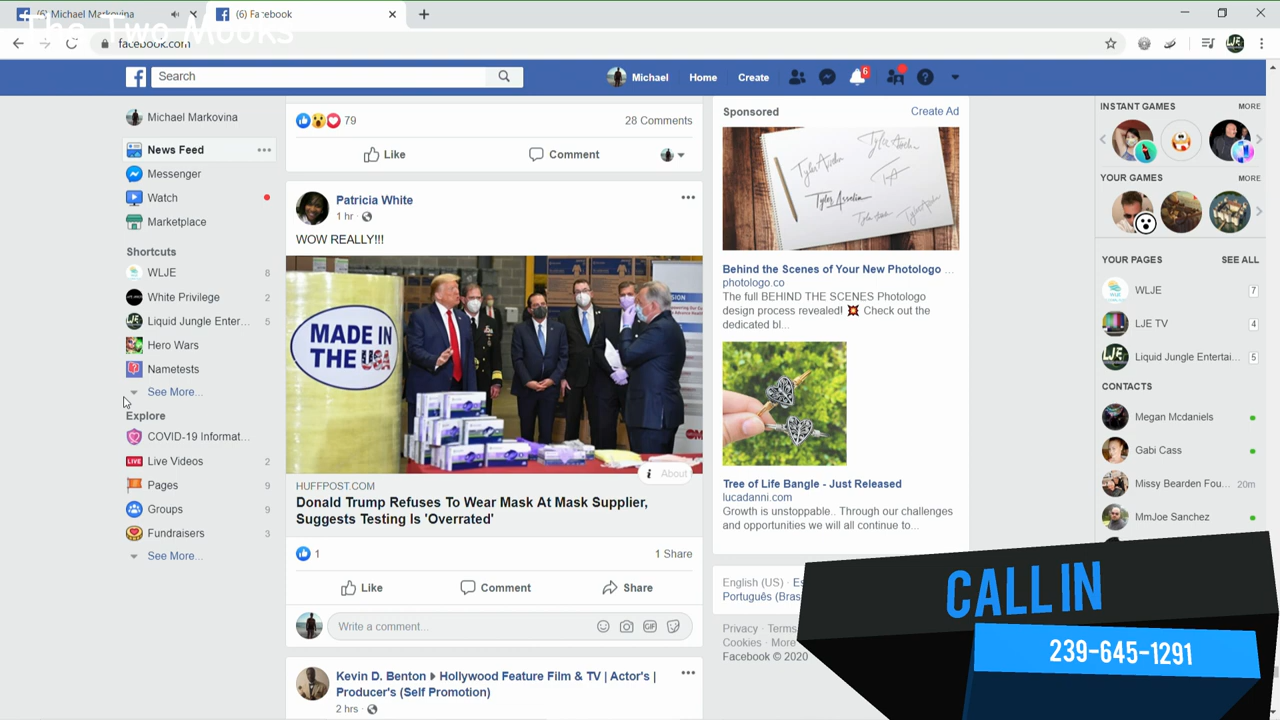 (6) Michael Markovina
(6) Facebook
The Two Mooks
facebook.com
Search
Michael
Home
Create
6
Michael Markovina
News Feed
Messenger
Watch
Marketplace
Shortcuts
WLJE 8
White Privilege 2
Liquid Jungle Enter... 5
Hero Wars
Nametests
See More...
Explore
COVID-19 Informat...
LIVE Live Videos 2
Pages 9
Groups 9
Fundraisers 3
See More...
79
28 Comments
Like
Comment
Patricia White
1 hr ·
WOW REALLY!!!
MADE IN
THE USA
i About
HUFFPOST.COM
Donald Trump Refuses To Wear Mask At Mask Supplier,
Suggests Testing Is 'Overrated'
1
1 Share
Like
Comment
Share
Write a comment...
GIF
Kevin D. Benton ▸ Hollywood Feature Film & TV | Actor's |
Producer's (Self Promotion)
2 hrs ·
Sponsored
Create Ad
Behind the Scenes of Your New Photologo ...
photologo.co
The full BEHIND THE SCENES Photologo
design process revealed! 💥 Check out the
dedicated bl...
Tree of Life Bangle - Just Released
lucadanni.com
Growth is unstoppable.. Through our challenges
and opportunities we will all continue to...
English (US) · Es
Português (Bras
Privacy · Terms
Cookies · More
Facebook © 2020
INSTANT GAMES
MORE
YOUR GAMES
MORE
YOUR PAGES
SEE ALL
WLJE 7
LJE TV 4
Liquid Jungle Entertai... 5
CONTACTS
Megan Mcdaniels
Gabi Cass
Missy Bearden Fou... 20m
MmJoe Sanchez
CALL IN
239-645-1291